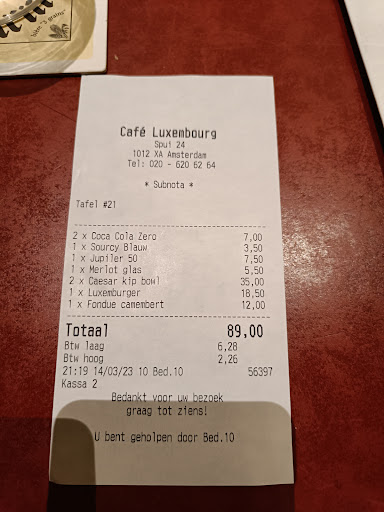 bière "3 grains"
Café Luxembourg
Spui 24
1012 XA Amsterdam
Tel: 020 - 620 62 64
* Subnota *
Tafel #21
2 x Coca Cola Zero 7,00
1 x Sourcy Blauw 3,50
1 x Jupiler 50 7,50
1 x Merlot glas 5,50
2 x Caesar kip bowl 35,00
1 x Luxemburger 18,50
1 x Fondue camembert 12,00
Totaal 89,00
Btw laag 6,28
Btw hoog 2,26
21:19 14/03/23 10 Bed.10 56397
Kassa 2
Bedankt voor uw bezoek
graag tot ziens!
U bent geholpen door Bed.10